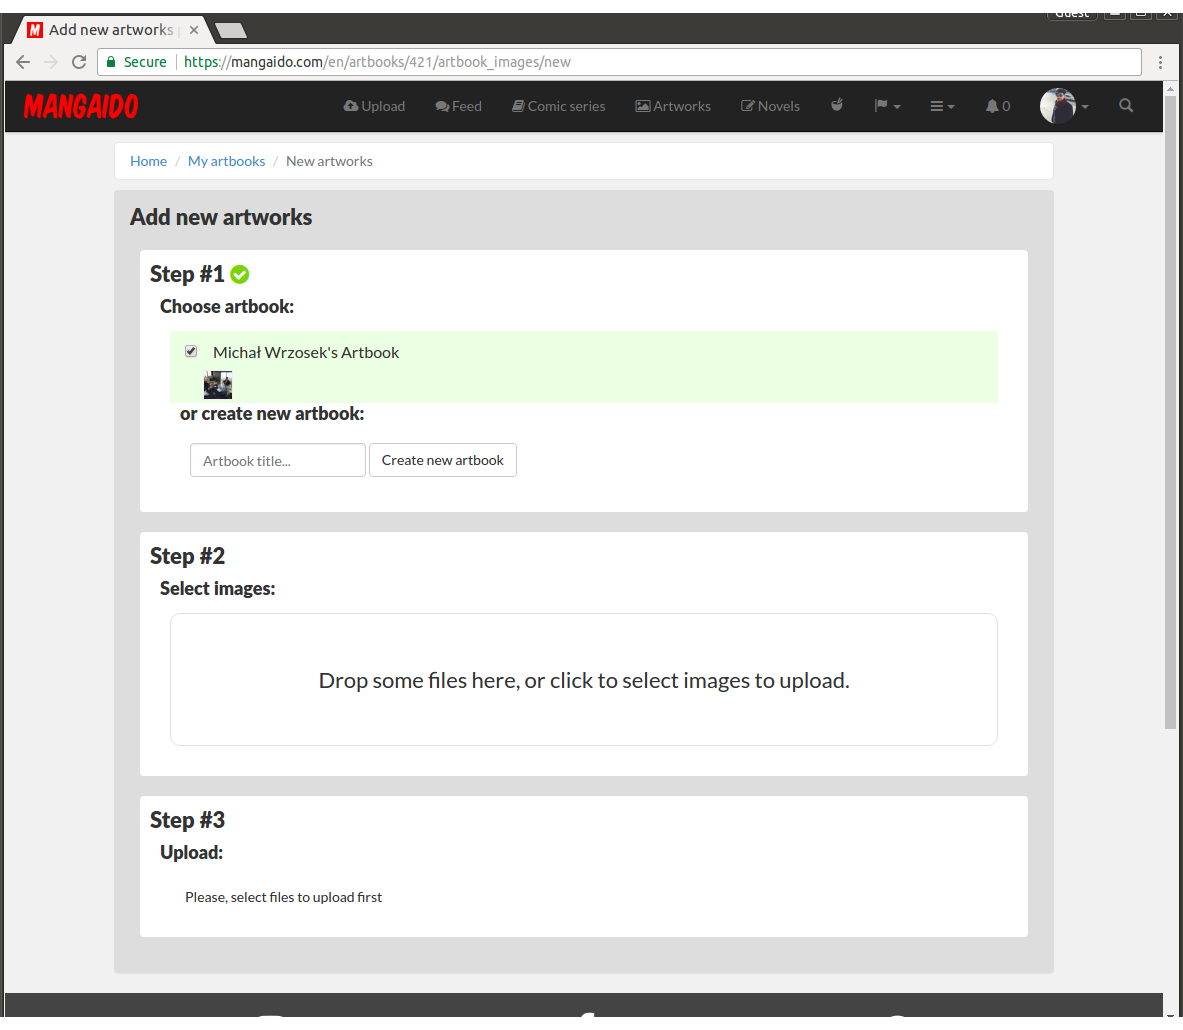 Guest
Add new artworks
Secure
https://mangaido.com/en/artbooks/421/artbook_images/new
MANGAIDO
Upload
Feed
Comic series
Artworks
Novels
0
Home / My artbooks / New artworks
Add new artworks
Step #1
Choose artbook:
Michał Wrzosek's Artbook
or create new artbook:
Artbook title...
Create new artbook
Step #2
Select images:
Drop some files here, or click to select images to upload.
Step #3
Upload:
Please, select files to upload first